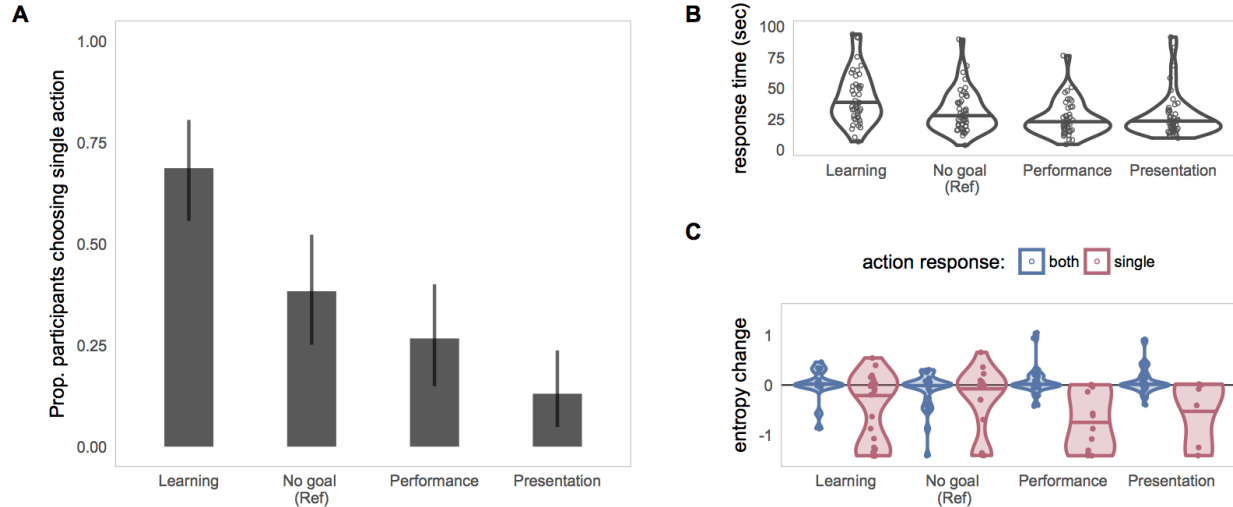 A
Prop. participants choosing single action
1.00
0.75
0.50
0.25
0.00
Learning
No goal
(Ref)
Performance
Presentation
B
response time (sec)
100
75
50
25
0
Learning
No goal
(Ref)
Performance
Presentation
C
action response: both single
entropy change
1
0
-1
Learning
No goal
(Ref)
Performance
Presentation